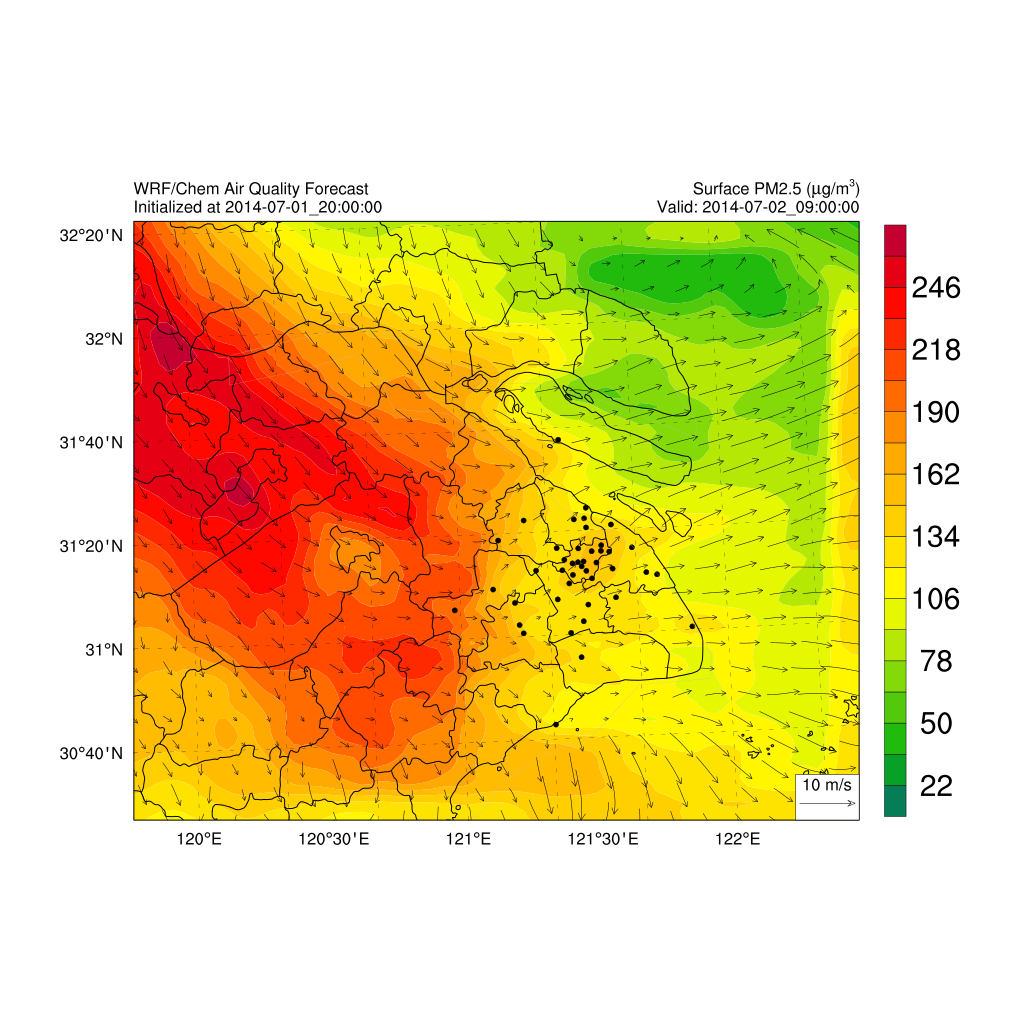 WRF/Chem Air Quality Forecast
Surface PM2.5 (μg/m³)
Initialized at 2014-07-01_20:00:00
Valid: 2014-07-02_09:00:00
32°20'N
32°N
31°40'N
31°20'N
31°N
30°40'N
120°E
120°30'E
121°E
121°30'E
122°E
10 m/s
246
218
190
162
134
106
78
50
22